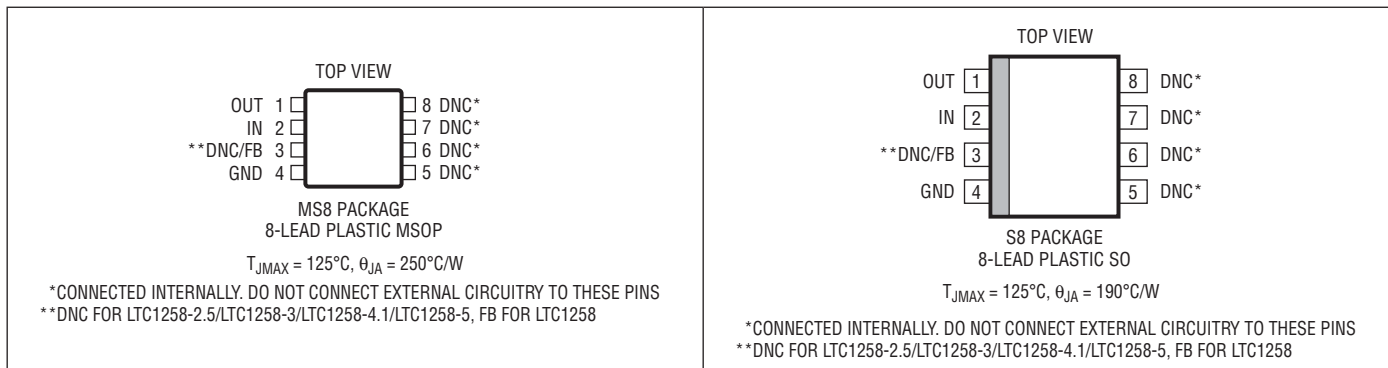 TOP VIEW
OUT 1 8 DNC*
IN 2 7 DNC*
**DNC/FB 3 6 DNC*
GND 4 5 DNC*
MS8 PACKAGE
8-LEAD PLASTIC MSOP
TJMAX = 125°C, θJA = 250°C/W
*CONNECTED INTERNALLY. DO NOT CONNECT EXTERNAL CIRCUITRY TO THESE PINS
**DNC FOR LTC1258-2.5/LTC1258-3/LTC1258-4.1/LTC1258-5, FB FOR LTC1258
TOP VIEW
OUT 1 8 DNC*
IN 2 7 DNC*
**DNC/FB 3 6 DNC*
GND 4 5 DNC*
S8 PACKAGE
8-LEAD PLASTIC SO
TJMAX = 125°C, θJA = 190°C/W
*CONNECTED INTERNALLY. DO NOT CONNECT EXTERNAL CIRCUITRY TO THESE PINS
**DNC FOR LTC1258-2.5/LTC1258-3/LTC1258-4.1/LTC1258-5, FB FOR LTC1258